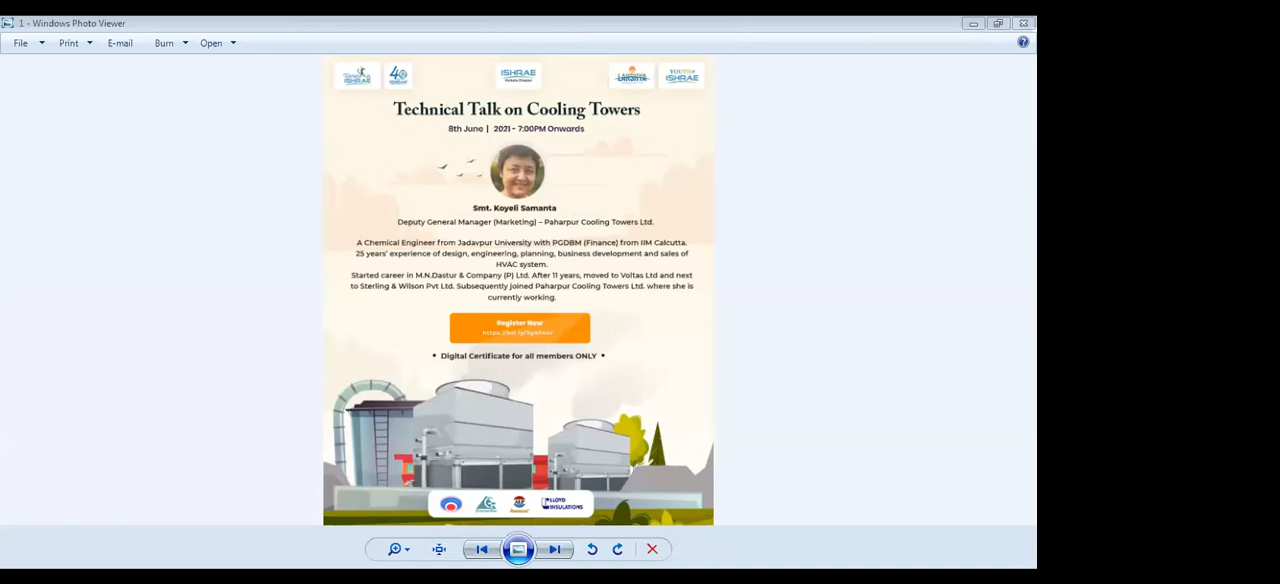 1 - Windows Photo Viewer
File Print E-mail Burn Open
ISHRAE 40 ISHRAE LAKSHYA YOUTH ISHRAE
Technical Talk on Cooling Towers
8th June | 2021 - 7:00PM Onwards
Smt. Koyeli Samanta
Deputy General Manager (Marketing) – Paharpur Cooling Towers Ltd.
A Chemical Engineer from Jadavpur University with PGDBM (Finance) from IIM Calcutta.
25 years' experience of design, engineering, planning, business development and sales of
HVAC system.
Started career in M.N.Dastur & Company (P) Ltd. After 11 years, moved to Voltas Ltd and next
to Sterling & Wilson Pvt Ltd. Subsequently joined Paharpur Cooling Towers Ltd. where she is
currently working.
Register Now
• Digital Certificate for all members ONLY •
LLOYD
INSULATIONS